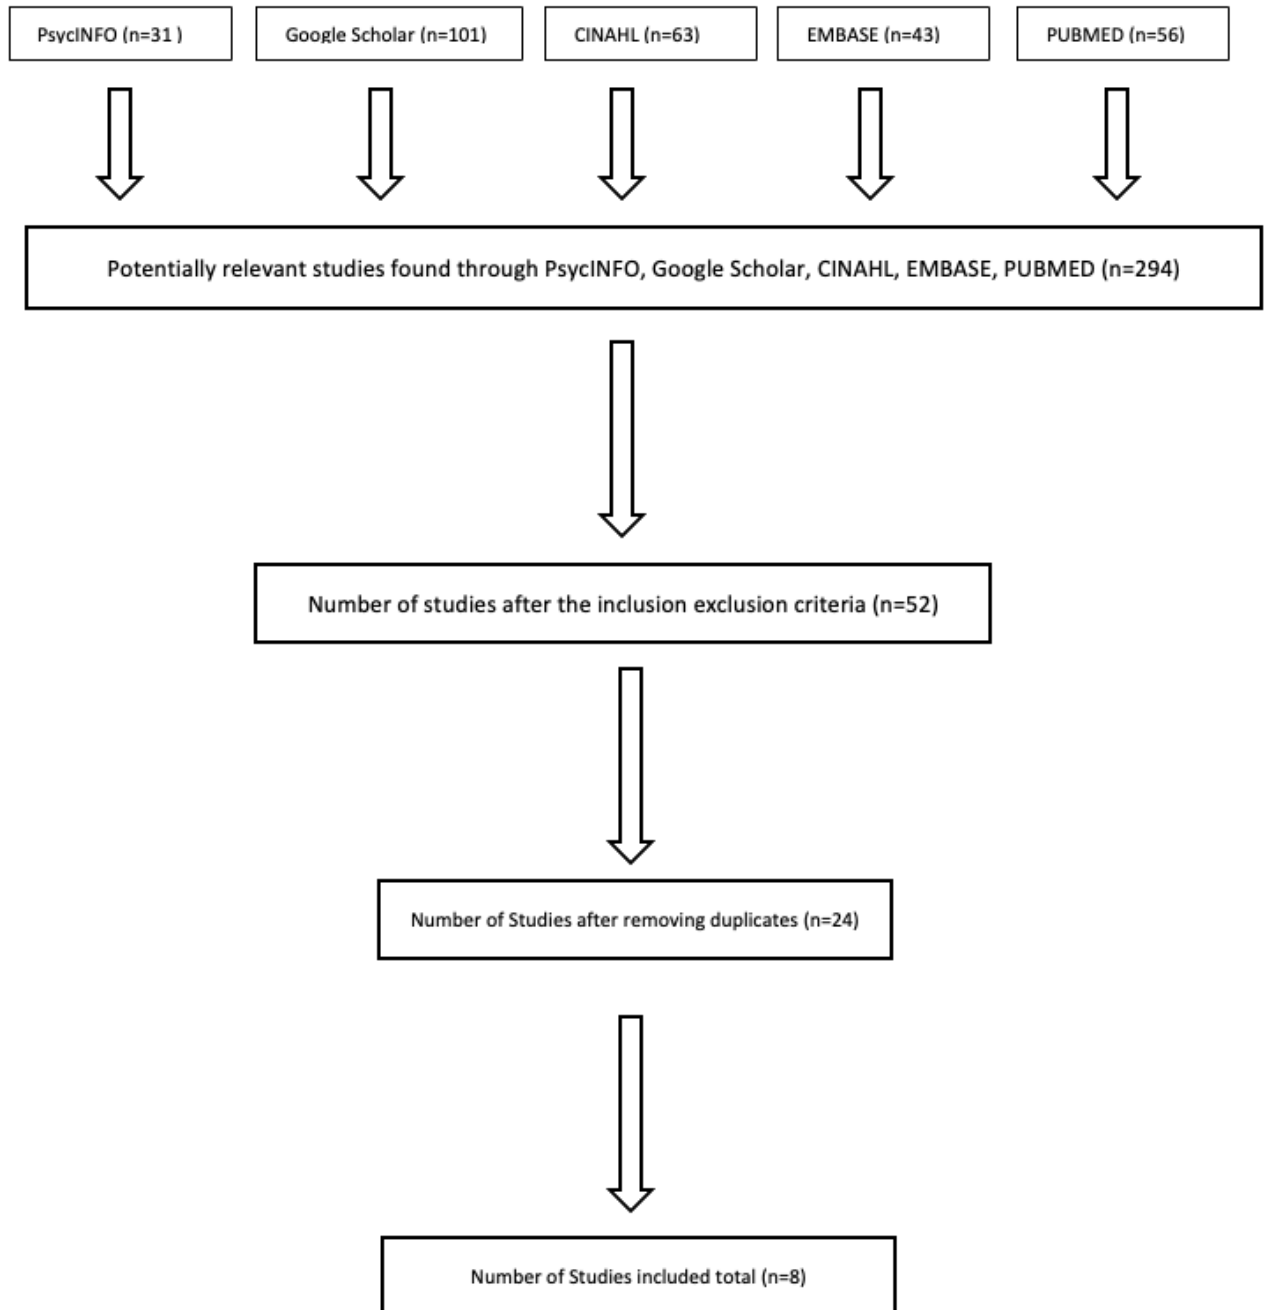 PsycINFO (n=31 )
Google Scholar (n=101)
CINAHL (n=63)
EMBASE (n=43)
PUBMED (n=56)
Potentially relevant studies found through PsycINFO, Google Scholar, CINAHL, EMBASE, PUBMED (n=294)
Number of studies after the inclusion exclusion criteria (n=52)
Number of Studies after removing duplicates (n=24)
Number of Studies included total (n=8)